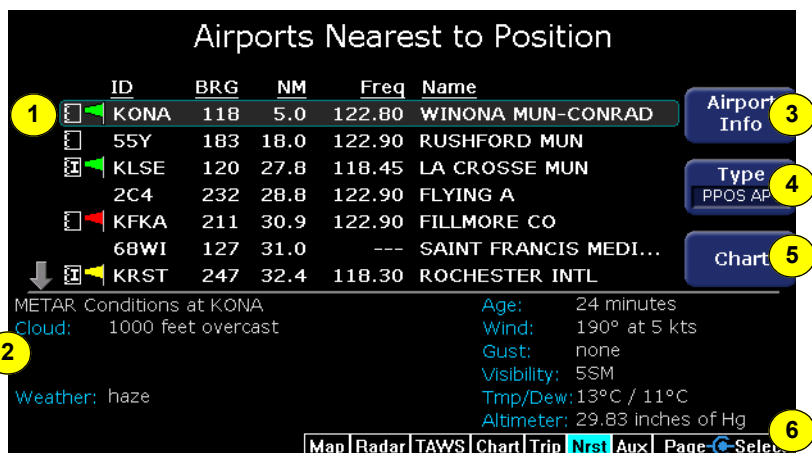 Airports Nearest to Position
ID BRG NM Freq Name
1 KONA 118 5.0 122.80 WINONA MUN-CONRAD
55Y 183 18.0 122.90 RUSHFORD MUN
I KLSE 120 27.8 118.45 LA CROSSE MUN
2C4 232 28.8 122.90 FLYING A
KFKA 211 30.9 122.90 FILLMORE CO
68WI 127 31.0 --- SAINT FRANCIS MEDI...
I KRST 247 32.4 118.30 ROCHESTER INTL
Airport
Info 3
Type
PPOS AP 4
Chart 5
METAR Conditions at KONA
Cloud: 1000 feet overcast
2
Weather: haze
Age: 24 minutes
Wind: 190° at 5 kts
Gust: none
Visibility: 5SM
Tmp/Dew: 13°C / 11°C
Altimeter: 29.83 inches of Hg
6
Map Radar TAWS Chart Trip Nrst Aux Page Selec